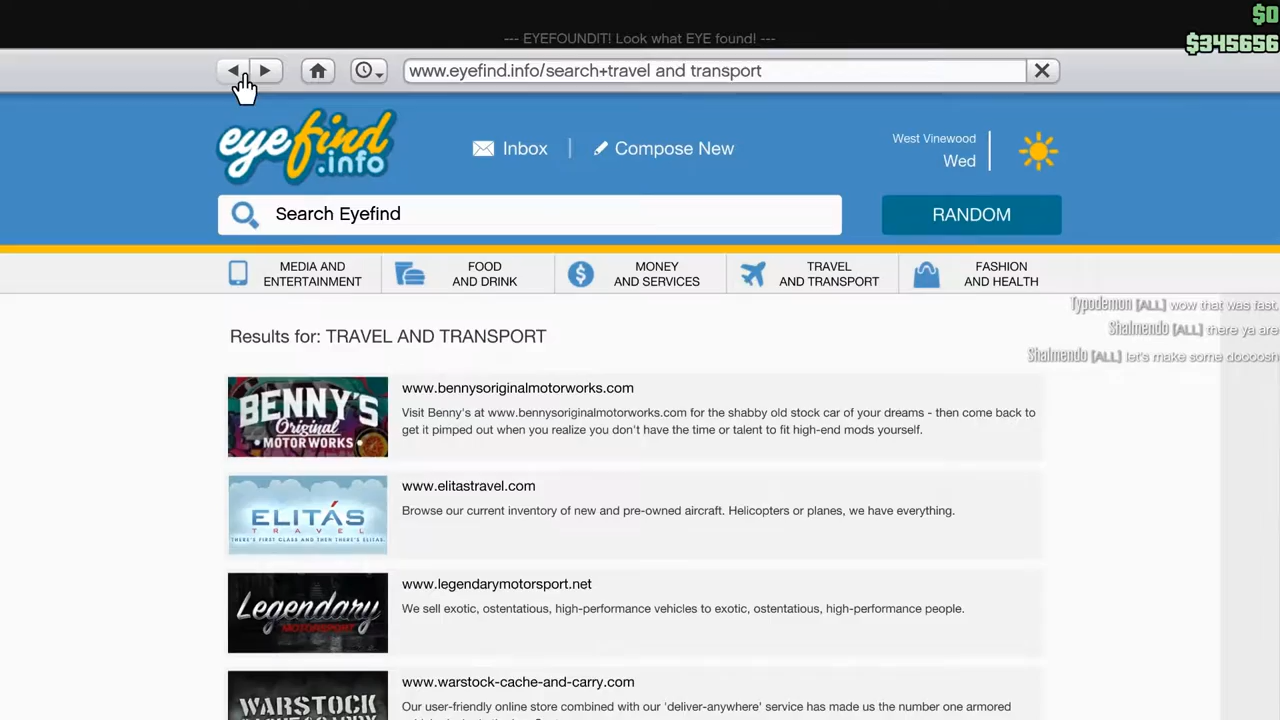 $0
$345656
--- EYEFOUNDIT! Look what EYE found! ---
www.eyefind.info/search+travel and transport
eyefind
.info
Inbox
Compose New
West Vinewood
Wed
Search Eyefind
RANDOM
MEDIA AND
ENTERTAINMENT
FOOD
AND DRINK
MONEY
AND SERVICES
TRAVEL
AND TRANSPORT
FASHION
AND HEALTH
Typodemon [ALL] wow that was fast.
Shalmendo [ALL] there ya are
Shalmendo [ALL] let's make some doooosh
Results for: TRAVEL AND TRANSPORT
BENNY'S
Original
MOTORWORKS
www.bennysoriginalmotorworks.com
Visit Benny's at www.bennysoriginalmotorworks.com for the shabby old stock car of your dreams - then come back to
get it pimped out when you realize you don't have the time or talent to fit high-end mods yourself.
ELITÁS
TRAVEL
THERE'S FIRST CLASS AND THEN THERE'S ELITAS.
www.elitastravel.com
Browse our current inventory of new and pre-owned aircraft. Helicopters or planes, we have everything.
Legendary
MOTORSPORT
www.legendarymotorsport.net
We sell exotic, ostentatious, high-performance vehicles to exotic, ostentatious, high-performance people.
WARSTOCK
www.warstock-cache-and-carry.com
Our user-friendly online store combined with our 'deliver-anywhere' service has made us the number one armored